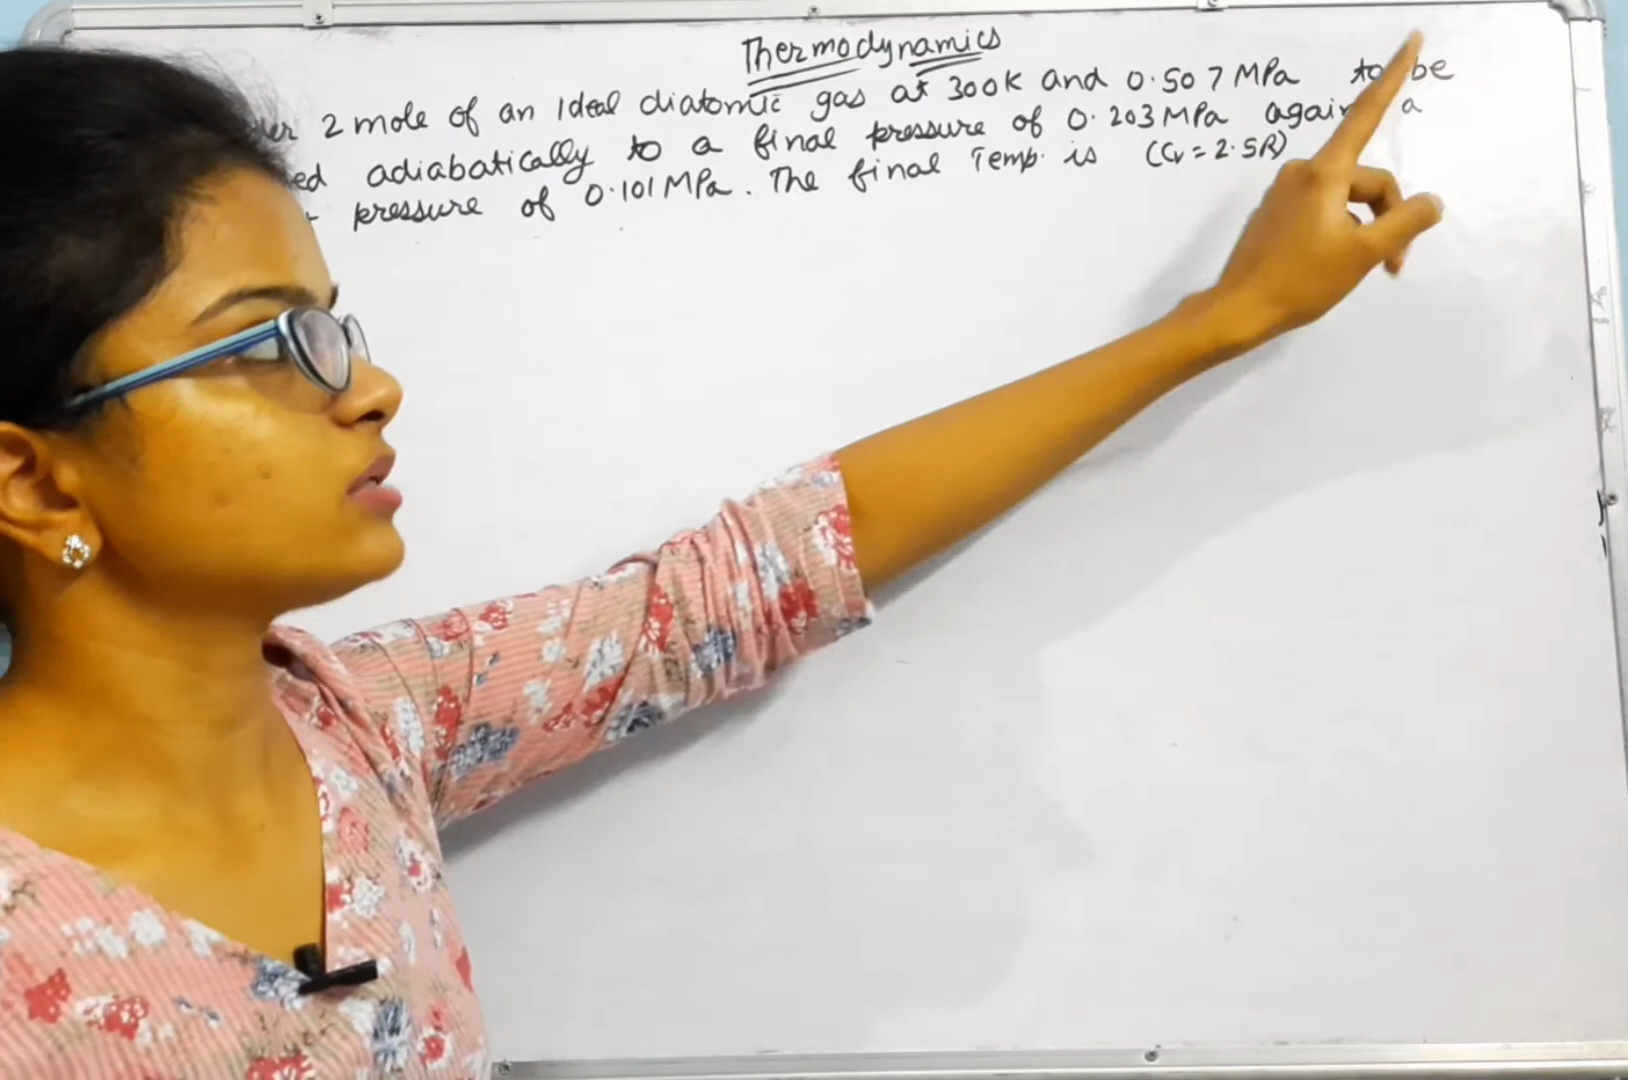 Thermodynamics
2 mole of an Ideal diatomic gas at 300K and 0.507 MPa to be
adiabatically to a final pressure of 0.203 MPa a
pressure of 0.101 MPa. The final Temp. is (Cv = 2.5R)